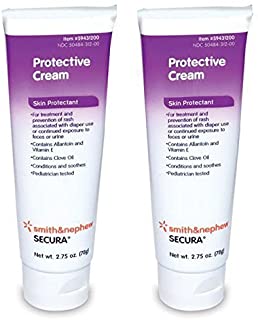 Item #59431200
NDC 50484-312-00
Protective
Cream
Skin Protectant
•For treatment and
prevention of rash
associated with diaper use
or continued exposure to
feces or urine
•Contains Allantoin and
Vitamin E
•Contains Clove Oil
•Conditions and soothes
•Pediatrician tested
smith&nephew
SECURA®
Net wt. 2.75 oz. (78g)
Item #59431200
NDC 50484-312-00
Protective
Cream
Skin Protectant
•For treatment and
prevention of rash
associated with diaper use
or continued exposure to
feces or urine
•Contains Allantoin and
Vitamin E
•Contains Clove Oil
•Conditions and soothes
•Pediatrician tested
smith&nephew
SECURA®
Net wt. 2.75 oz. (78g)